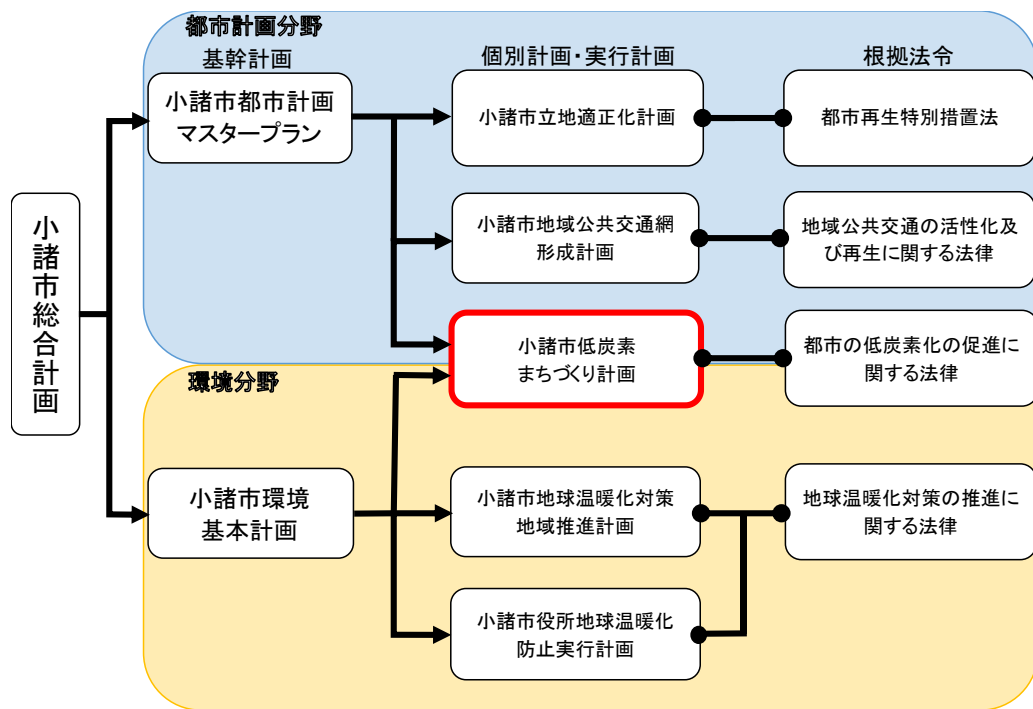 都市計画分野
基幹計画
個別計画・実行計画
根拠法令
小諸市総合計画
小諸市都市計画
マスタープラン
小諸市立地適正化計画
都市再生特別措置法
小諸市地域公共交通網
形成計画
地域公共交通の活性化及
び再生に関する法律
小諸市低炭素
まちづくり計画
都市の低炭素化の促進に
関する法律
環境分野
小諸市環境
基本計画
小諸市地球温暖化対策
地域推進計画
地球温暖化対策の推進に
関する法律
小諸市役所地球温暖化
防止実行計画